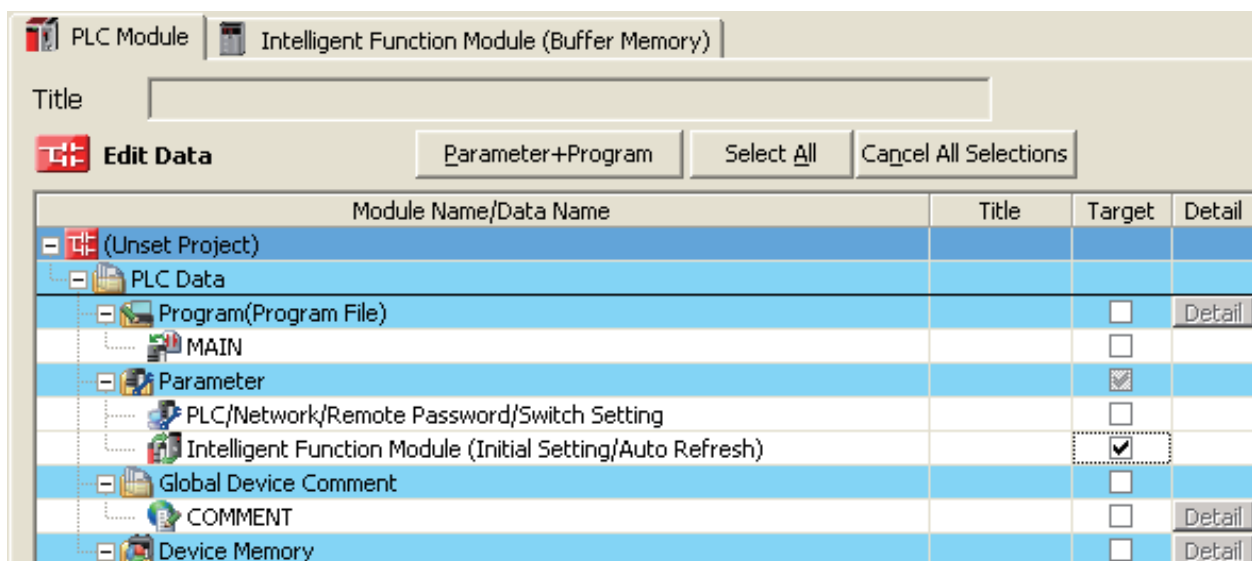 PLC Module Intelligent Function Module (Buffer Memory)
Title
Edit Data Parameter+Program Select All Cancel All Selections
Module Name/Data Name Title Target Detail
(Unset Project)
PLC Data
Program(Program File) Detail
MAIN
Parameter
PLC/Network/Remote Password/Switch Setting
Intelligent Function Module (Initial Setting/Auto Refresh)
Global Device Comment
COMMENT Detail
Device Memory Detail